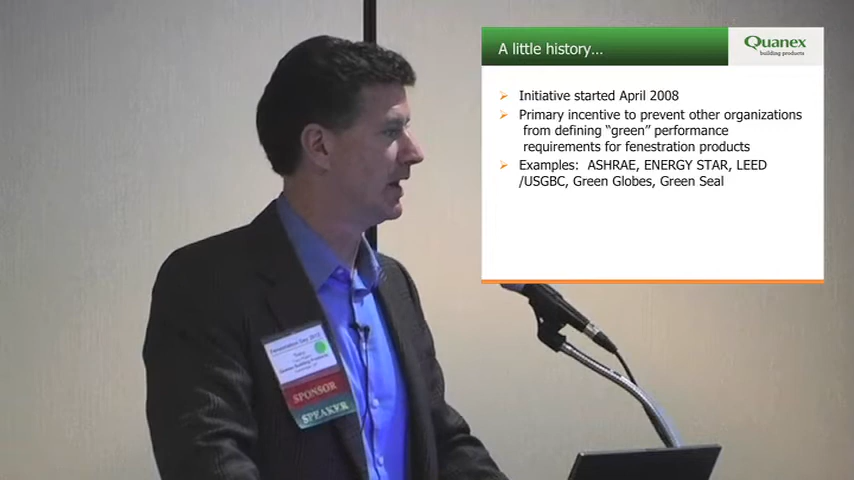 A little history...
Quanex
building products
Initiative started April 2008
Primary incentive to prevent other organizations
from defining “green” performance
requirements for fenestration products
Examples: ASHRAE, ENERGY STAR, LEED
/USGBC, Green Globes, Green Seal
SPONSOR
SPEAKER